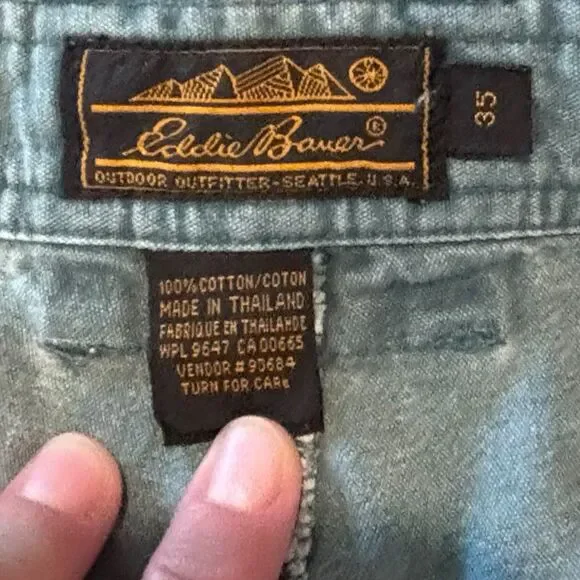 Eddie Bauer®
OUTDOOR OUTFITTER-SEATTLE, U.S.A.
35
100% COTTON/COTON
MADE IN THAILAND
FABRIQUE EN THAILANDE
WPL 9647 CA 00665
VENDOR # 90684
TURN FOR CARE